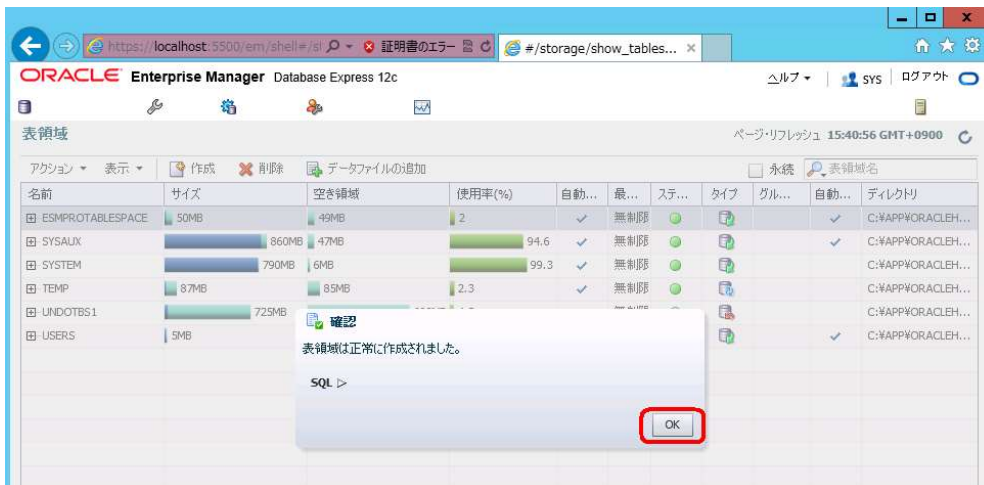 https://localhost:5500/em/shell#/st 証明書のエラー #/storage/show_tables... ×
ORACLE Enterprise Manager Database Express 12c ヘルプ SYS ログアウト
表領域 ページ・リフレッシュ 15:40:56 GMT+0900
アクション 表示 作成 削除 データファイルの追加 永続 表領域名
名前 サイズ 空き領域 使用率(%) 自動... 最... ステ... タイプ グル... 自動... ディレクトリ
ESMPROTABLESPACE 50MB 49MB 2 無制限 C:¥APP¥ORACLEH...
SYSAUX 860MB 47MB 94.6 無制限 C:¥APP¥ORACLEH...
SYSTEM 790MB 6MB 99.3 無制限 C:¥APP¥ORACLEH...
TEMP 87MB 85MB 2.3 無制限 C:¥APP¥ORACLEH...
UNDOTBS1 725MB C:¥APP¥ORACLEH...
USERS 5MB C:¥APP¥ORACLEH...
確認
表領域は正常に作成されました。
SQL
OK